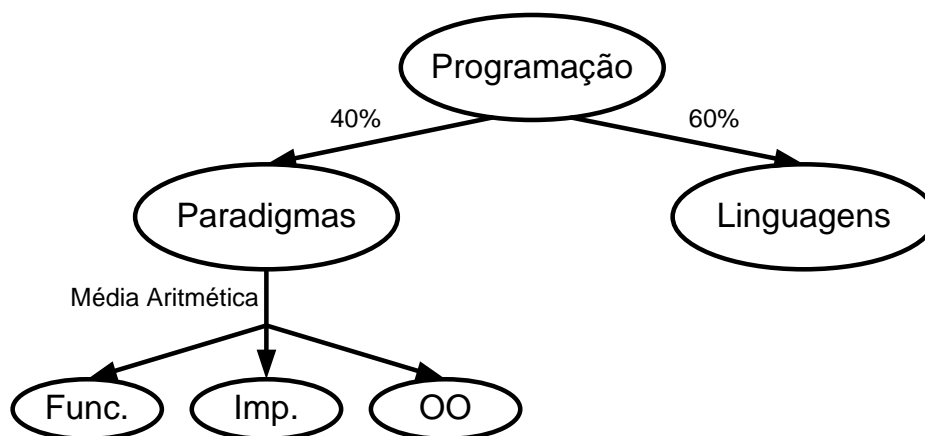 Programação
40%
60%
Paradigmas
Linguagens
Média Aritmética
Func.
Imp.
OO